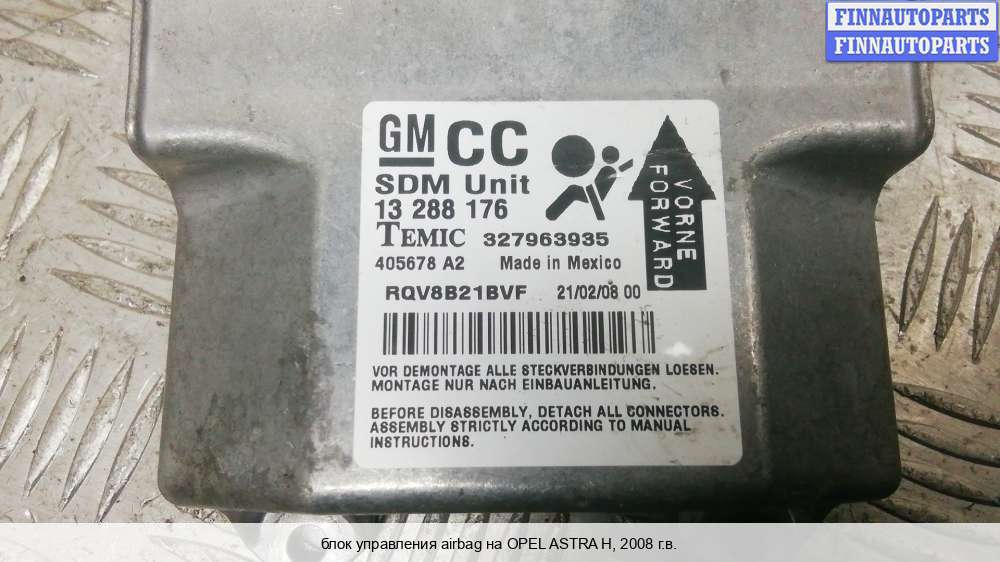 FINNAUTOPARTS
FINNAUTOPARTS
GM CC
SDM Unit
13 288 176
TEMIC 327963935
405678 A2 Made in Mexico
RQV8B21BVF 21/02/08 00
VORNE
FORWARD
VOR DEMONTAGE ALLE STECKVERBINDUNGEN LOESEN.
MONTAGE NUR NACH EINBAUANLEITUNG.
BEFORE DISASSEMBLY, DETACH ALL CONNECTORS.
ASSEMBLY STRICTLY ACCORDING TO MANUAL
INSTRUCTIONS.
блок управления airbag на OPEL ASTRA H, 2008 г.в.